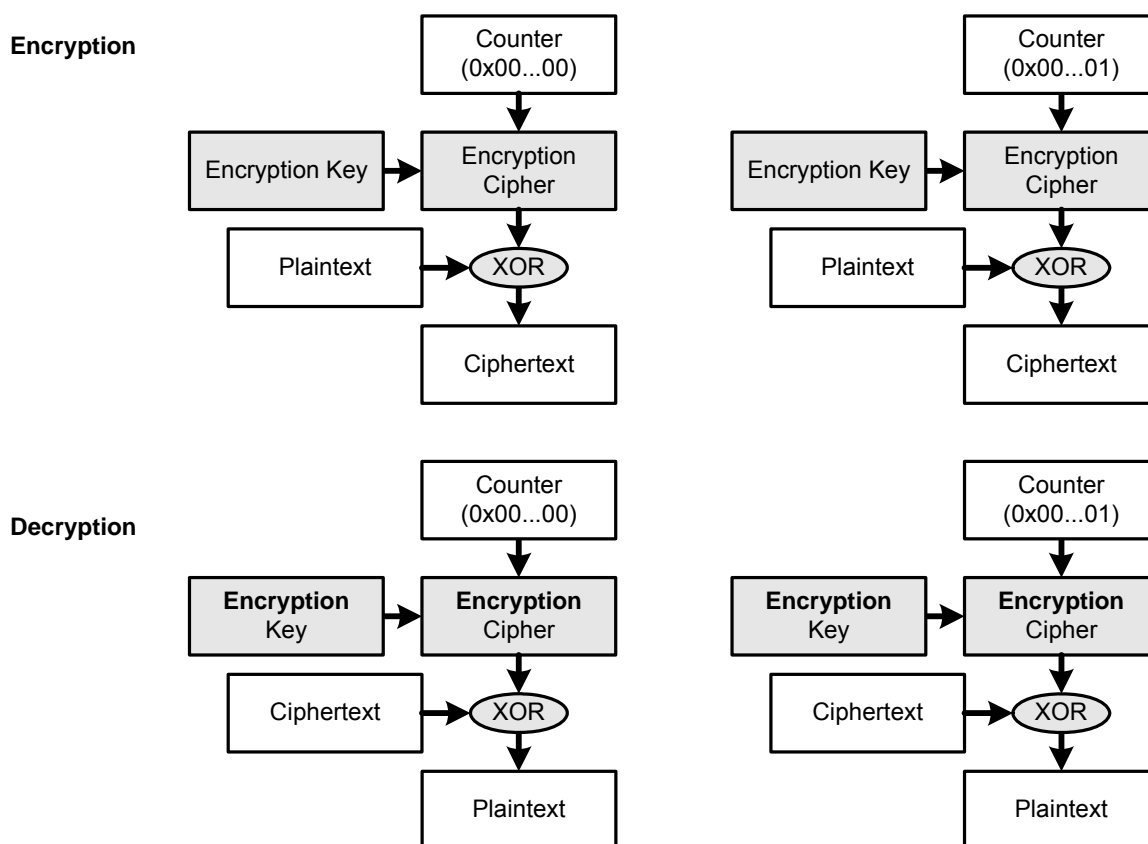 Encryption
Counter
(0x00...00)
Counter
(0x00...01)
Encryption Key
Encryption
Cipher
Encryption Key
Encryption
Cipher
Plaintext
XOR
Plaintext
XOR
Ciphertext
Ciphertext
Decryption
Counter
(0x00...00)
Counter
(0x00...01)
Encryption
Key
Encryption
Cipher
Encryption
Key
Encryption
Cipher
Ciphertext
XOR
Ciphertext
XOR
Plaintext
Plaintext